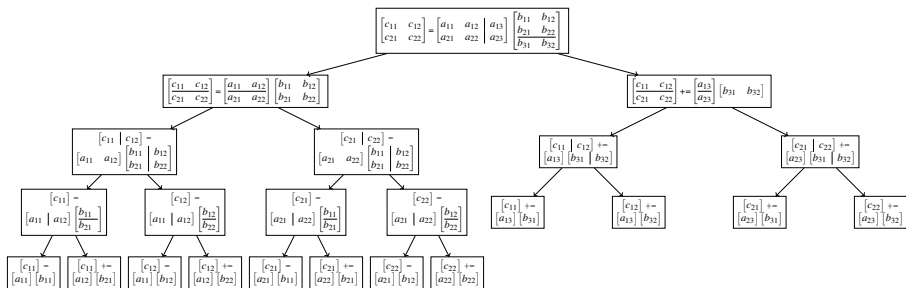 [c₁₁ c₁₂; c₂₁ c₂₂] = [a₁₁ a₁₂ | a₁₃; a₂₁ a₂₂ | a₂₃] [b₁₁ b₁₂; b₂₁ b₂₂; b₃₁ b₃₂]
[c₁₁ c₁₂; c₂₁ c₂₂] = [a₁₁ a₁₂; a₂₁ a₂₂] [b₁₁ b₁₂; b₂₁ b₂₂]
[c₁₁ c₁₂; c₂₁ c₂₂] += [a₁₃; a₂₃] [b₃₁ b₃₂]
[c₁₁ | c₁₂] =
[a₁₁ a₁₂] [b₁₁ | b₁₂; b₂₁ | b₂₂]
[c₂₁ | c₂₂] =
[a₂₁ a₂₂] [b₁₁ | b₁₂; b₂₁ | b₂₂]
[c₁₁ | c₁₂] +=
[a₁₃] [b₃₁ | b₃₂]
[c₂₁ | c₂₂] +=
[a₂₃] [b₃₁ | b₃₂]
[c₁₁] =
[a₁₁ | a₁₂] [b₁₁; b₂₁]
[c₁₂] =
[a₁₁ | a₁₂] [b₁₂; b₂₂]
[c₂₁] =
[a₂₁ | a₂₂] [b₁₁; b₂₁]
[c₂₂] =
[a₂₁ | a₂₂] [b₁₂; b₂₂]
[c₁₁] +=
[a₁₃] [b₃₁]
[c₁₂] +=
[a₁₃] [b₃₂]
[c₂₁] +=
[a₂₃] [b₃₁]
[c₂₂] +=
[a₂₃] [b₃₂]
[c₁₁] =
[a₁₁] [b₁₁]
[c₁₁] +=
[a₁₂] [b₂₁]
[c₁₂] =
[a₁₁] [b₁₂]
[c₁₂] +=
[a₁₂] [b₂₂]
[c₂₁] =
[a₂₁] [b₁₁]
[c₂₁] +=
[a₂₂] [b₂₁]
[c₂₂] =
[a₂₁] [b₁₂]
[c₂₂] +=
[a₂₂] [b₂₂]